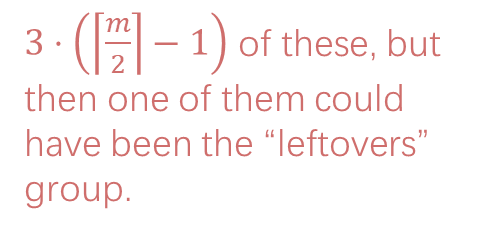 3 · (⌈m/2⌉ − 1) of these, but
then one of them could
have been the “leftovers”
group.